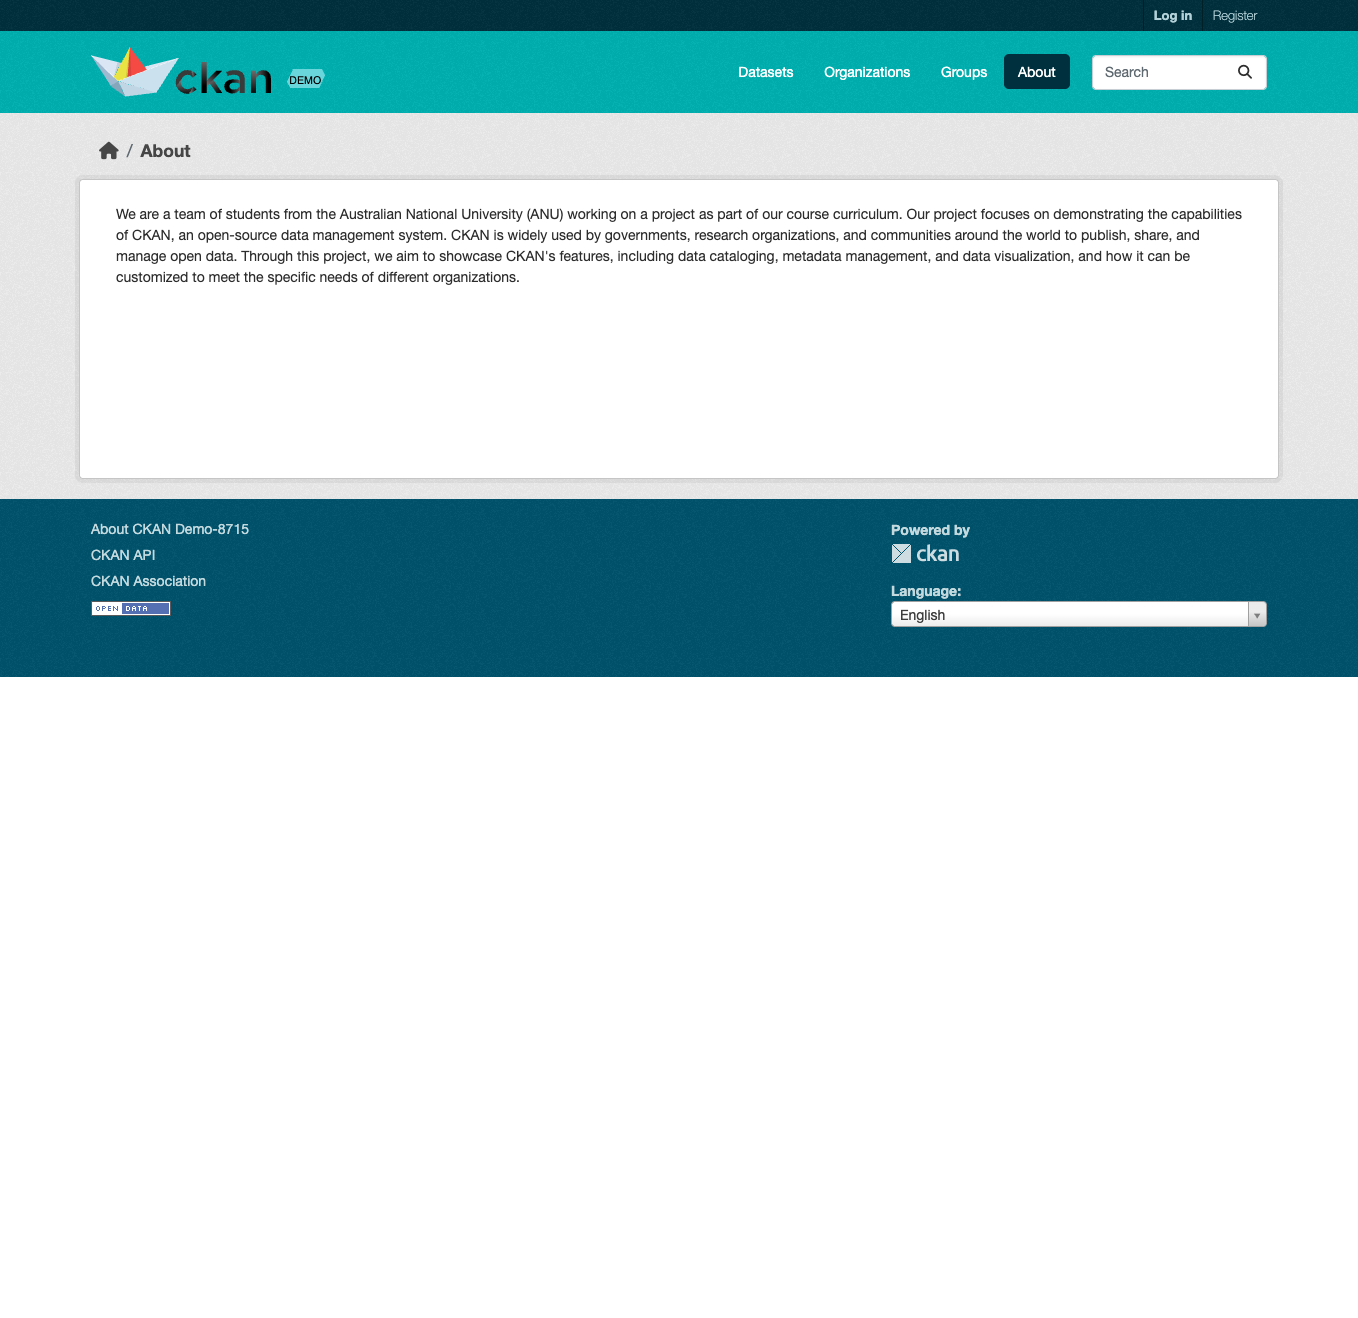 Log in
Register
ckan
DEMO
Datasets
Organizations
Groups
About
Search
/ About
We are a team of students from the Australian National University (ANU) working on a project as part of our course curriculum. Our project focuses on demonstrating the capabilities
of CKAN, an open-source data management system. CKAN is widely used by governments, research organizations, and communities around the world to publish, share, and
manage open data. Through this project, we aim to showcase CKAN's features, including data cataloging, metadata management, and data visualization, and how it can be
customized to meet the specific needs of different organizations.
About CKAN Demo-8715
CKAN API
CKAN Association
OPEN DATA
Powered by
ckan
Language:
English